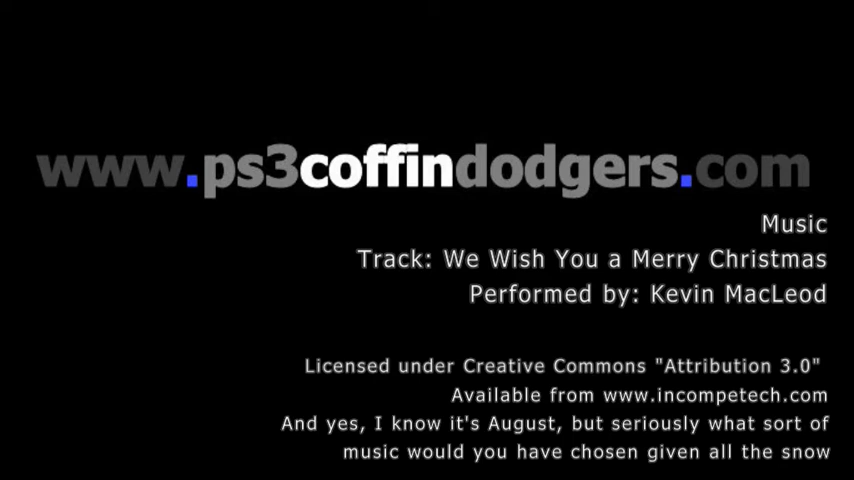 www.ps3coffindodgers.com
Music
Track: We Wish You a Merry Christmas
Performed by: Kevin MacLeod
Licensed under Creative Commons "Attribution 3.0"
Available from www.incompetech.com
And yes, I know it's August, but seriously what sort of
music would you have chosen given all the snow